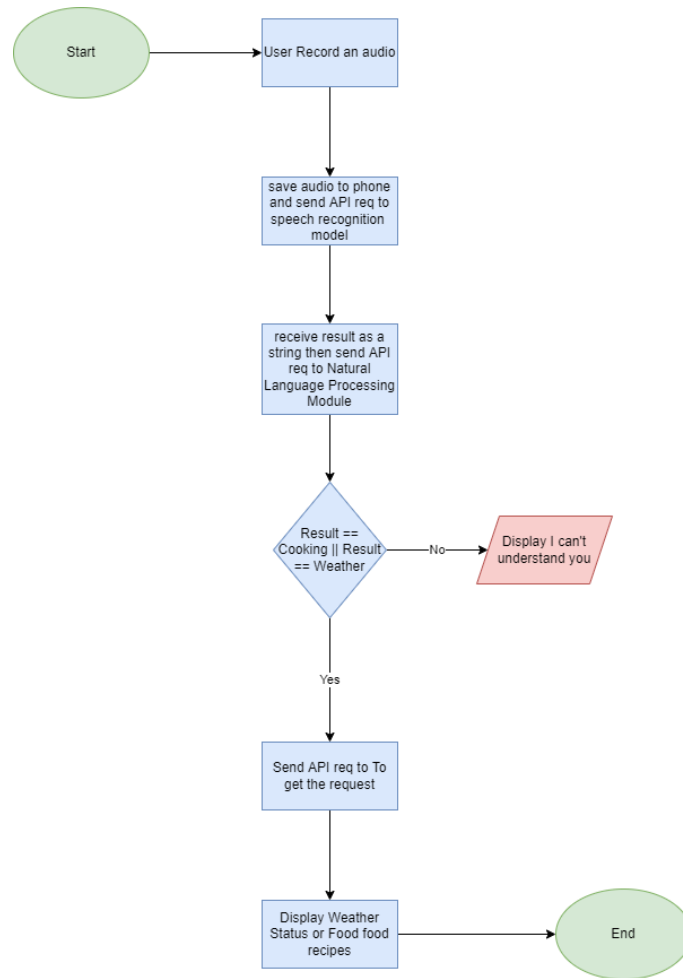 Start
User Record an audio
save audio to phone
and send API req to
speech recognition
model
receive result as a
string then send API
req to Natural
Language Processing
Module
Result ==
Cooking || Result
== Weather
No
Display I can't
understand you
Yes
Send API req to To
get the request
Display Weather
Status or Food food
recipes
End